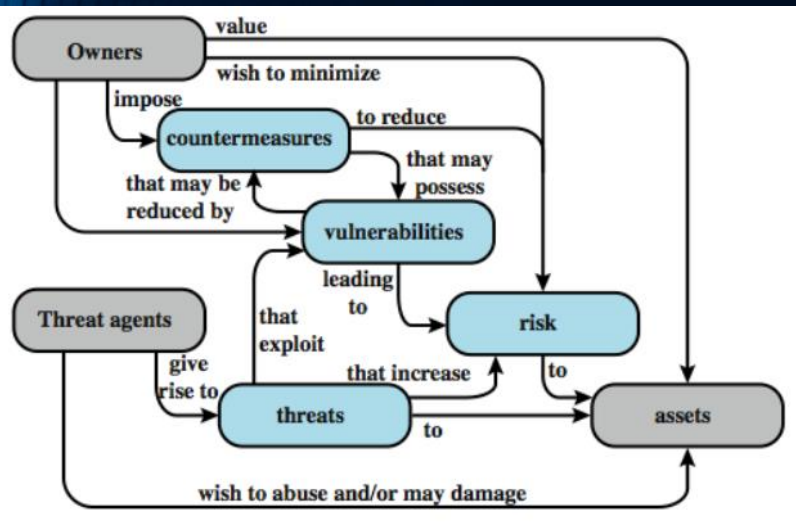 value
Owners
wish to minimize
impose
to reduce
countermeasures
that may
possess
that may be
reduced by
vulnerabilities
leading
to
Threat agents
that
exploit
risk
give
rise to
that increase
to
threats
to
assets
wish to abuse and/or may damage